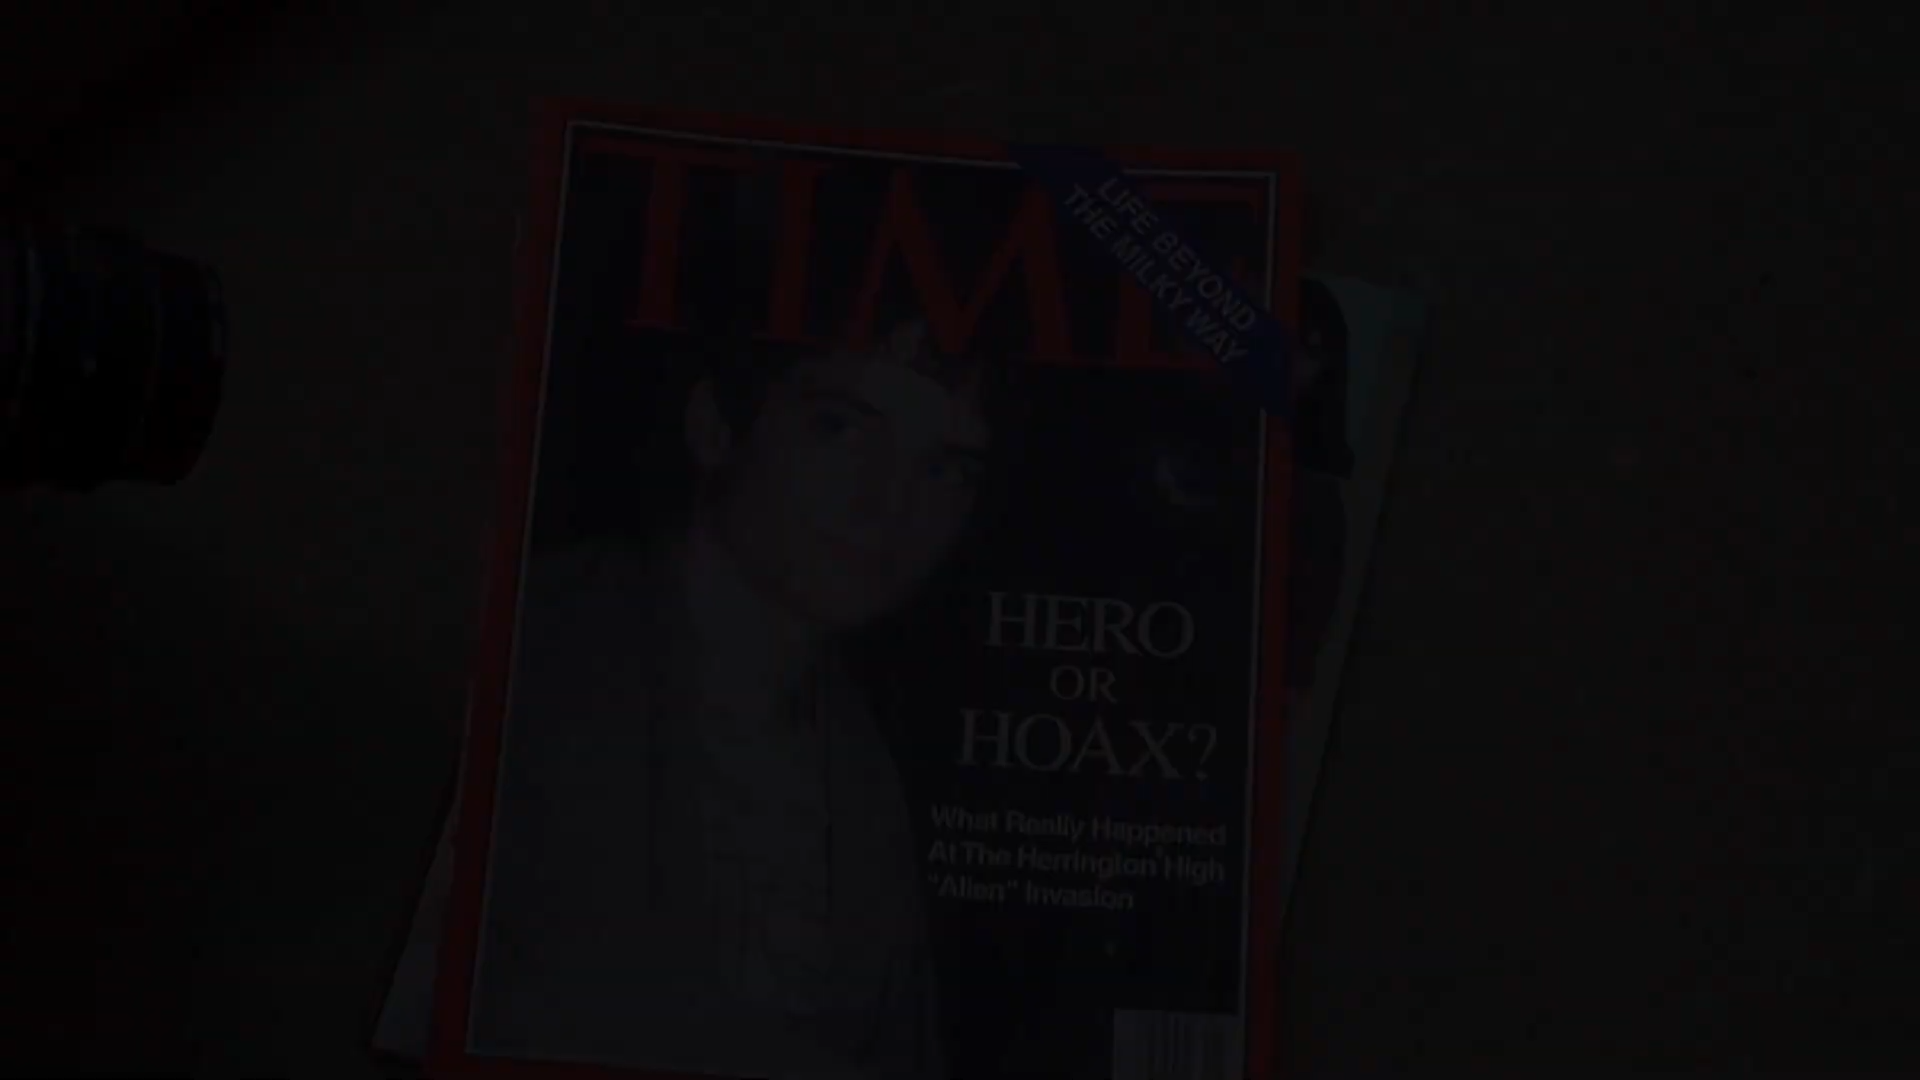 TIME
LIFE BEYOND
THE MILKY WAY
HERO
OR
HOAX?
What Really Happened
At The Herrington High
"Alien" Invasion